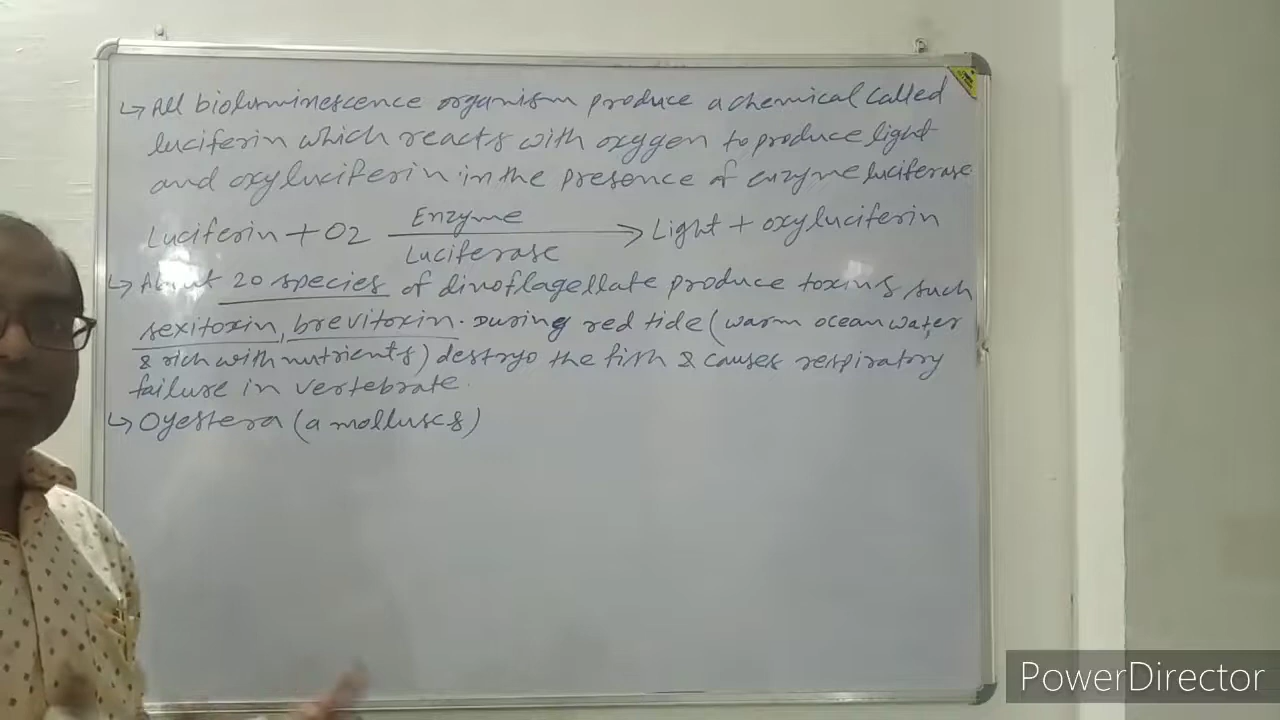 ↳ All bioluminescence organism produce a chemical called
luciferin which reacts with oxygen to produce light
and oxyluciferin in the presence of enzyme luciferase
Luciferin + O2 Enzyme Luciferase → Light + oxyluciferin
↳ About 20 species of dinoflagellate produce toxins such
sexitoxin, brevitoxin. During red tide (warm ocean water,
& rich with nutrients) destryo the fish & causes respiratory
failure in vertebrate.
↳ Oyestera (a molluscs)
PowerDirector